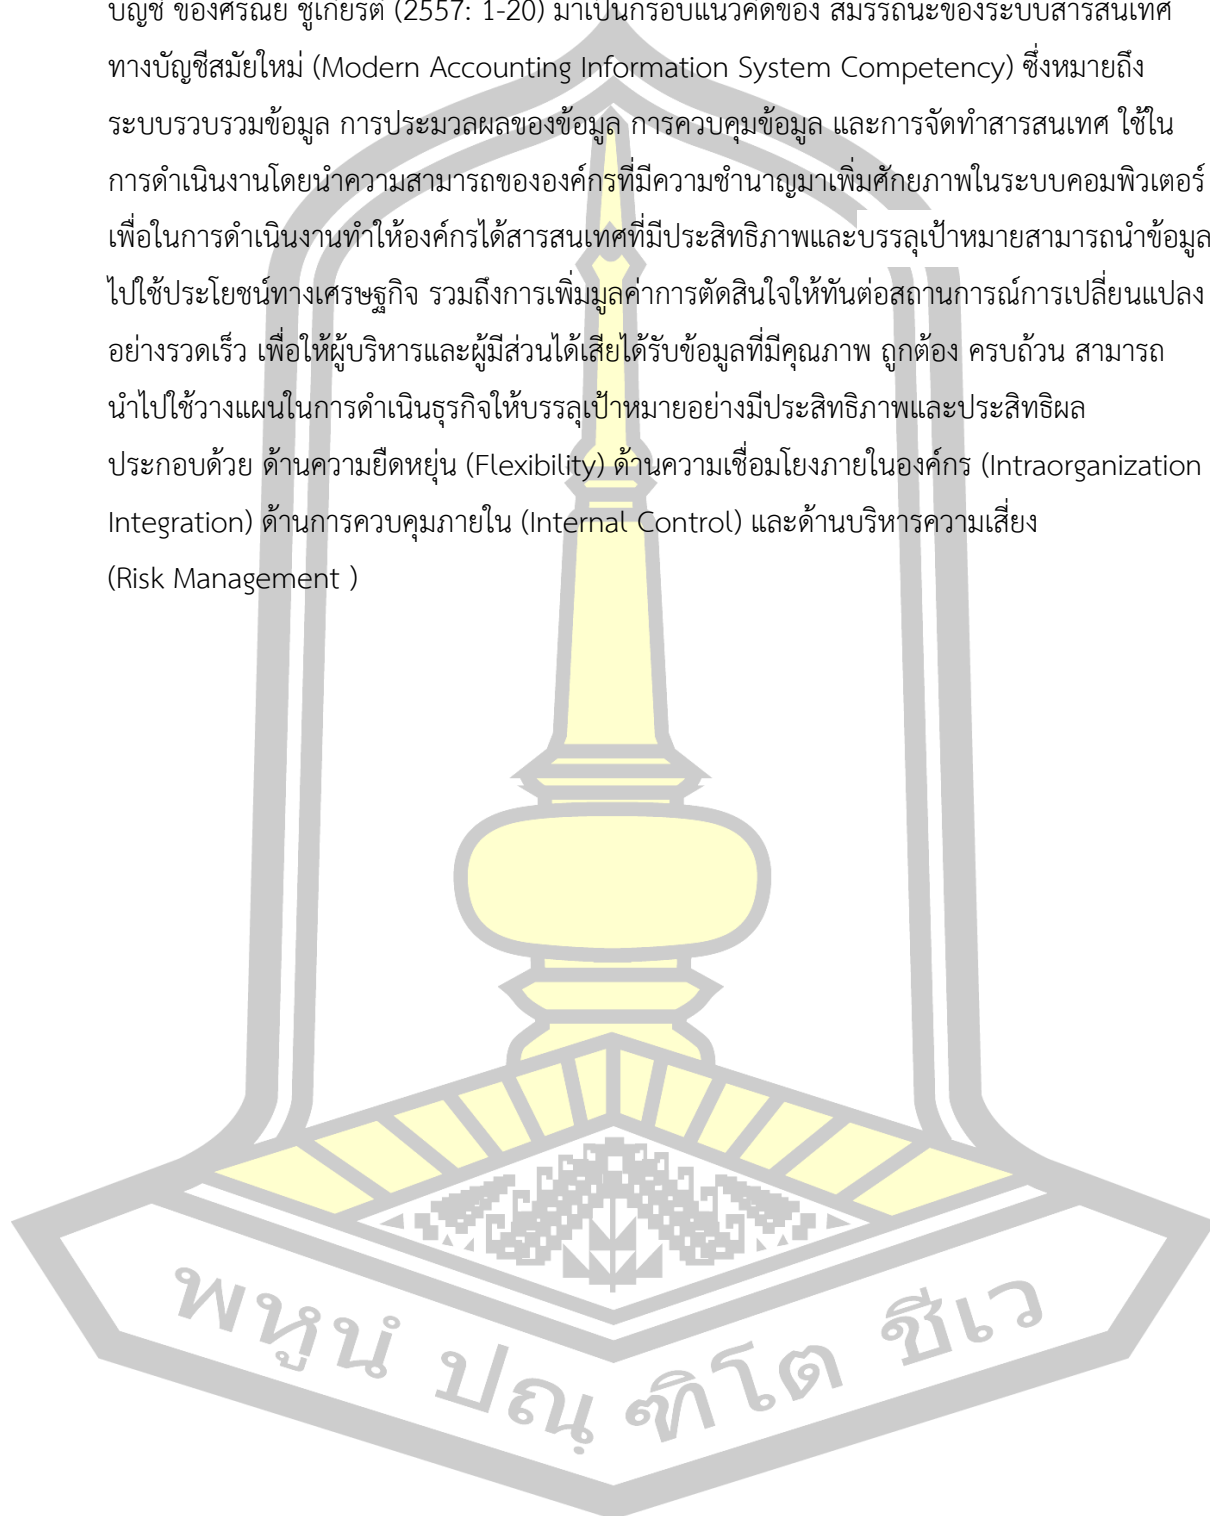 บัญชี ของศรัณย์ ชูเกียรติ (2557: 1-20) มาเป็นกรอบแนวคิดของ สมรรถนะของระบบสารสนเทศ
ทางบัญชีสมัยใหม่ (Modern Accounting Information System Competency) ซึ่งหมายถึง
ระบบรวบรวมข้อมูล การประมวลผลของข้อมูล การควบคุมข้อมูล และการจัดทำสารสนเทศ ใช้ใน
การดำเนินงานโดยนำความสามารถขององค์กรที่มีความชำนาญมาเพิ่มศักยภาพในระบบคอมพิวเตอร์
เพื่อในการดำเนินงานทำให้องค์กรได้สารสนเทศที่มีประสิทธิภาพและบรรลุเป้าหมายสามารถนำข้อมูล
ไปใช้ประโยชน์ทางเศรษฐกิจ รวมถึงการเพิ่มมูลค่าการตัดสินใจให้ทันต่อสถานการณ์การเปลี่ยนแปลง
อย่างรวดเร็ว เพื่อให้ผู้บริหารและผู้มีส่วนได้เสียได้รับข้อมูลที่มีคุณภาพ ถูกต้อง ครบถ้วน สามารถ
นำไปใช้วางแผนในการดำเนินธุรกิจให้บรรลุเป้าหมายอย่างมีประสิทธิภาพและประสิทธิผล
ประกอบด้วย ด้านความยืดหยุ่น (Flexibility) ด้านความเชื่อมโยงภายในองค์กร (Intraorganization
Integration) ด้านการควบคุมภายใน (Internal Control) และด้านบริหารความเสี่ยง
(Risk Management )
พหูนํ ปณฺฑิโต ชีเว